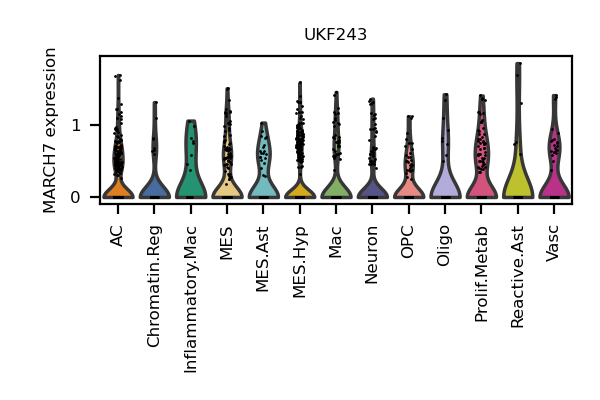 UKF243
MARCH7 expression
1
0
AC
Chromatin.Reg
Inflammatory.Mac
MES
MES.Ast
MES.Hyp
Mac
Neuron
OPC
Oligo
Prolif.Metab
Reactive.Ast
Vasc